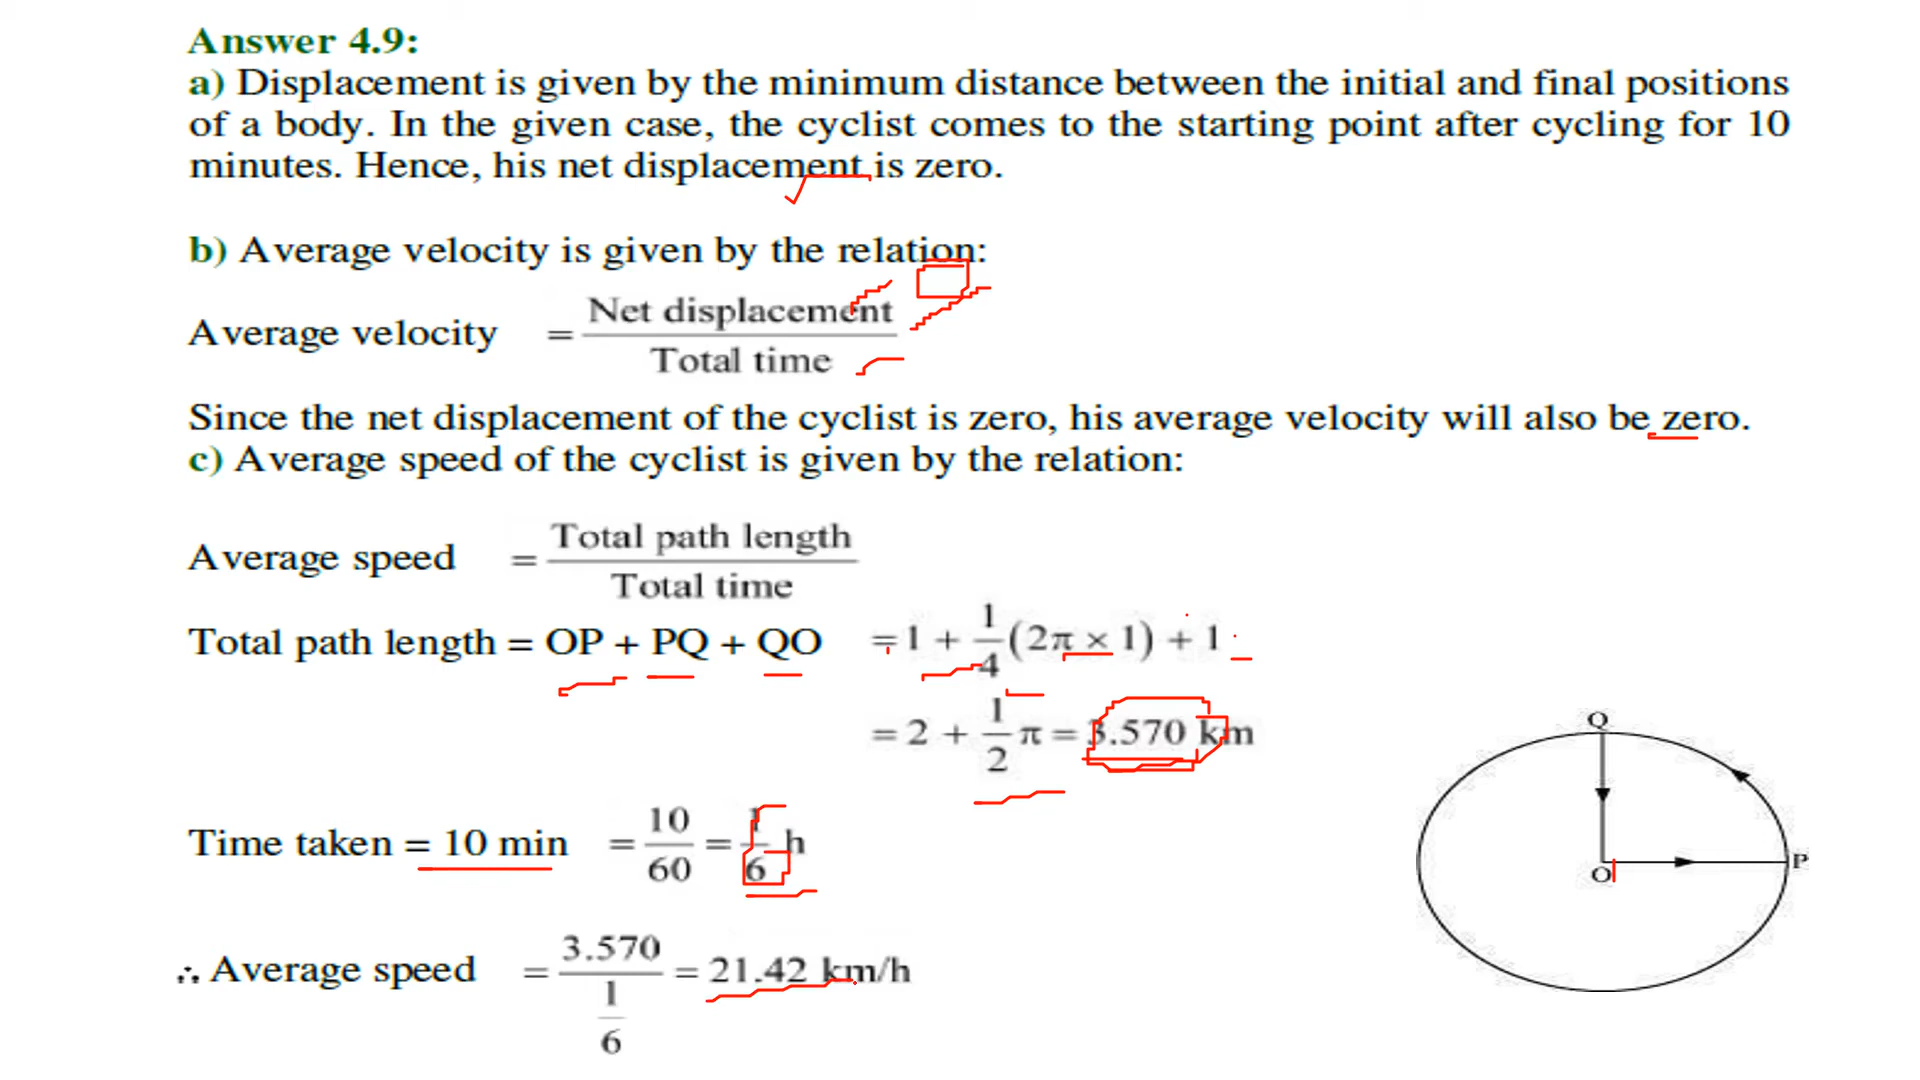 Answer 4.9:
a) Displacement is given by the minimum distance between the initial and final positions
of a body. In the given case, the cyclist comes to the starting point after cycling for 10
minutes. Hence, his net displacement is zero.
b) Average velocity is given by the relation:
Average velocity = Net displacement / Total time
Since the net displacement of the cyclist is zero, his average velocity will also be zero.
c) Average speed of the cyclist is given by the relation:
Average speed = Total path length / Total time
Total path length = OP + PQ + QO = 1 + 1/4 (2π × 1) + 1
= 2 + 1/2 π = 3.570 km
Time taken = 10 min = 10/60 = 1/6 h
∴ Average speed = 3.570 / 1/6 = 21.42 km/h
Q
P
O